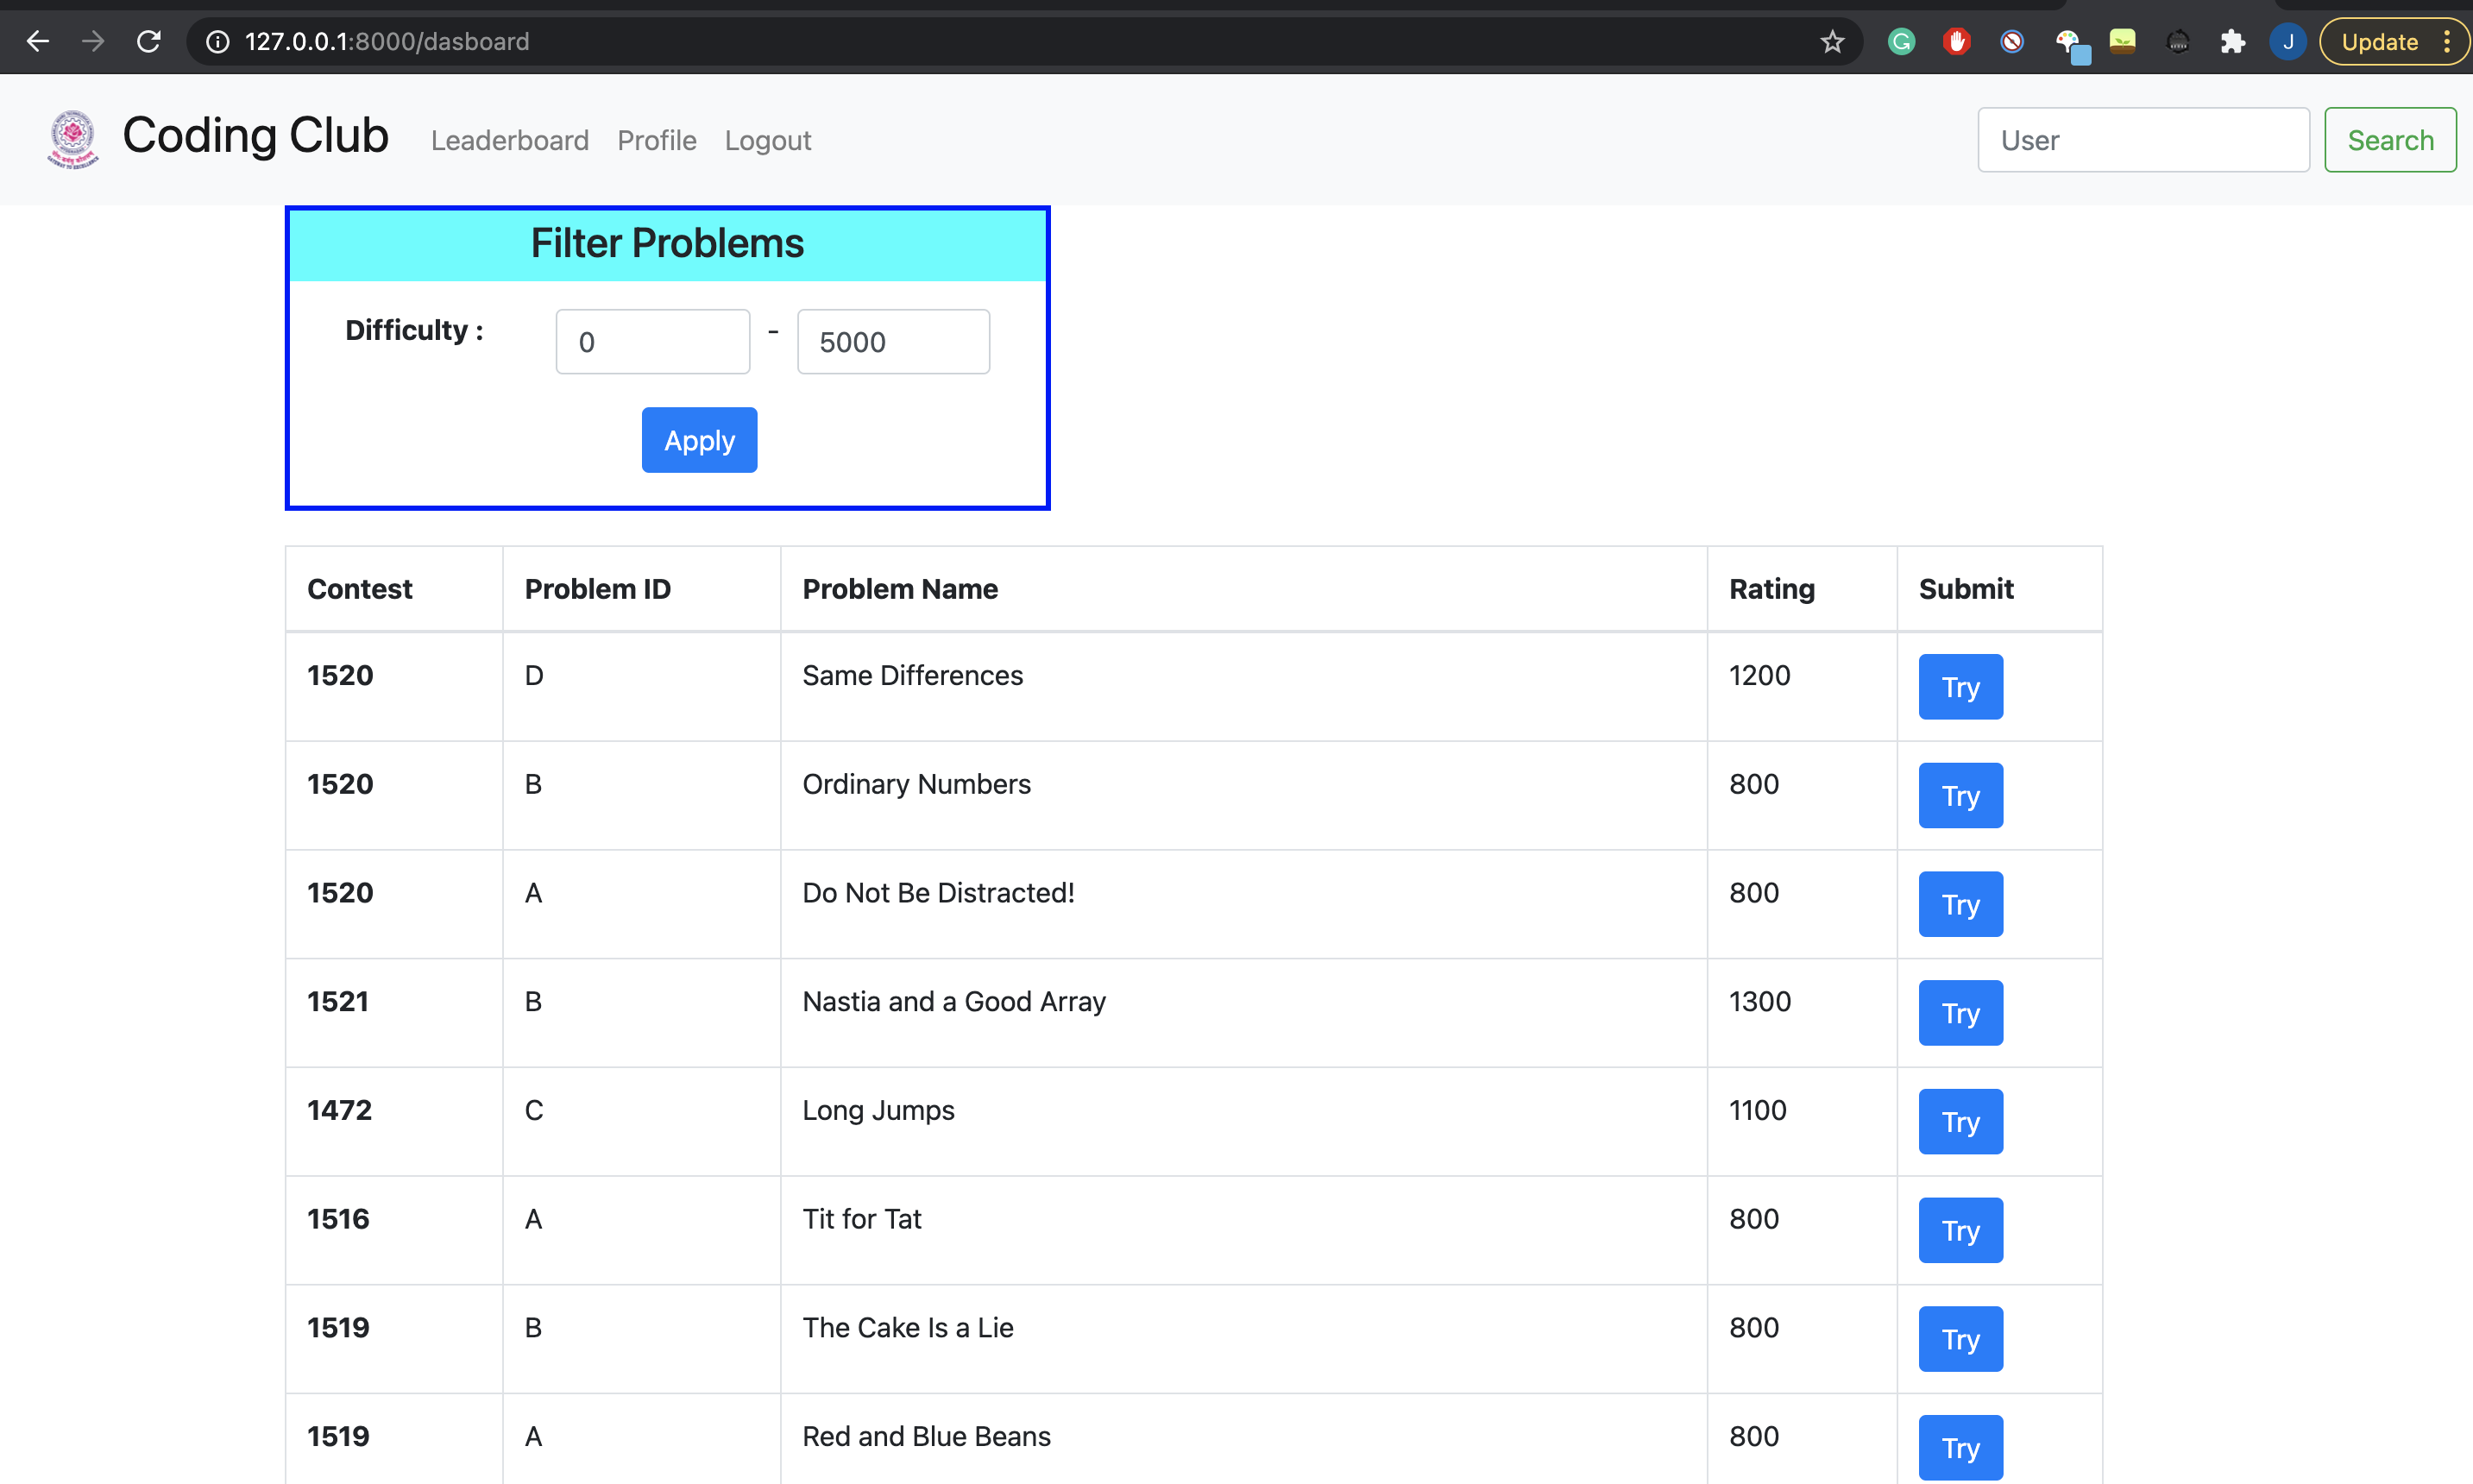 127.0.0.1:8000/dasboard
J
Update
Coding Club Leaderboard Profile Logout User Search
Filter Problems
Difficulty : 0 - 5000
Apply
Contest Problem ID Problem Name Rating Submit
1520 D Same Differences 1200 Try
1520 B Ordinary Numbers 800 Try
1520 A Do Not Be Distracted! 800 Try
1521 B Nastia and a Good Array 1300 Try
1472 C Long Jumps 1100 Try
1516 A Tit for Tat 800 Try
1519 B The Cake Is a Lie 800 Try
1519 A Red and Blue Beans 800 Try